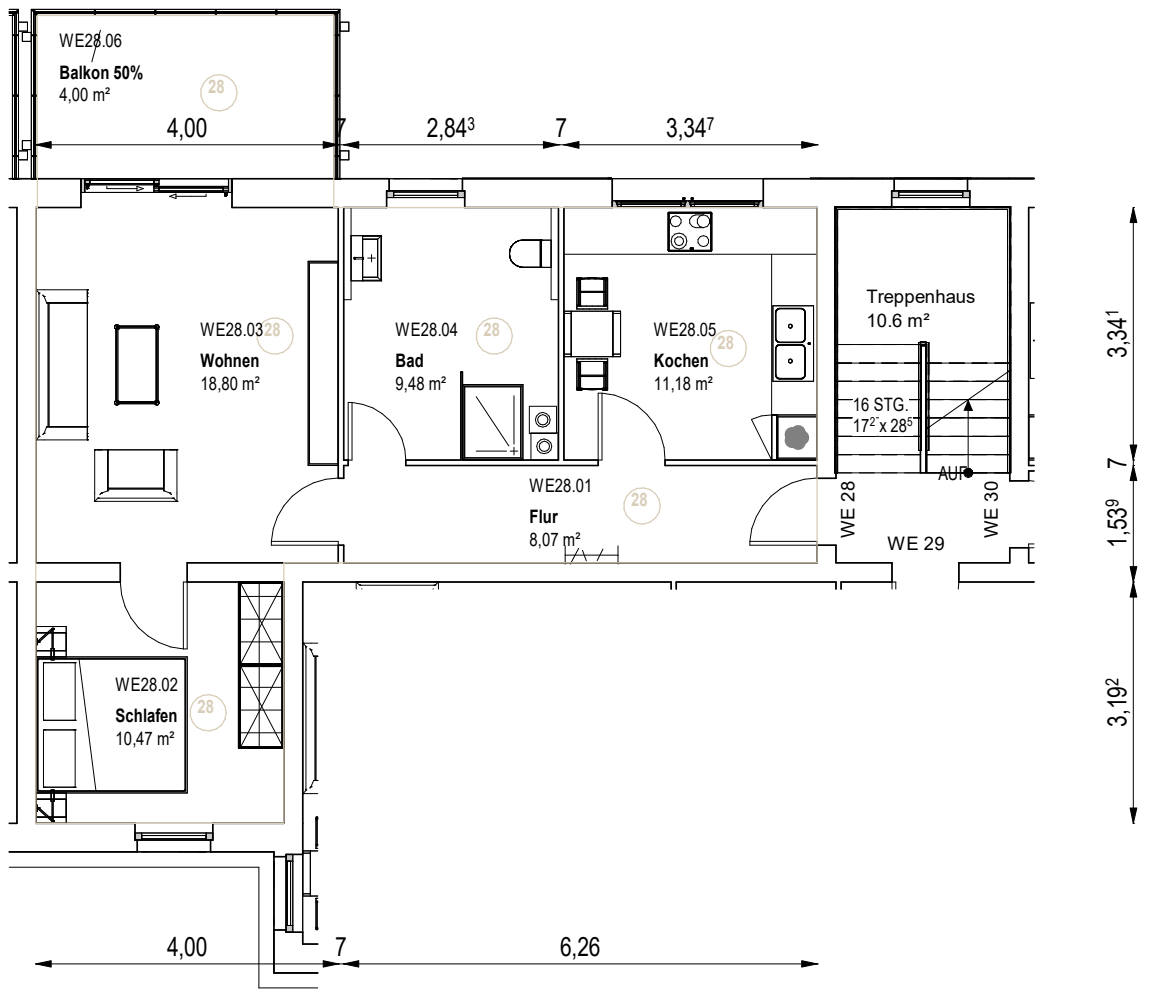 WE28.06
Balkon 50%
4,00 m²
28
4,00
7
2,84³
7
3,34⁷
WE28.03
28
Wohnen
18,80 m²
WE28.04
28
Bad
9,48 m²
WE28.05
28
Kochen
11,18 m²
Treppenhaus
10.6 m²
16 STG.
17²x 28⁵
AUF
WE 28
WE 30
WE 29
WE28.01
28
Flur
8,07 m²
WE28.02
28
Schlafen
10,47 m²
3,34¹
7
1,53⁹
3,19²
4,00
7
6,26